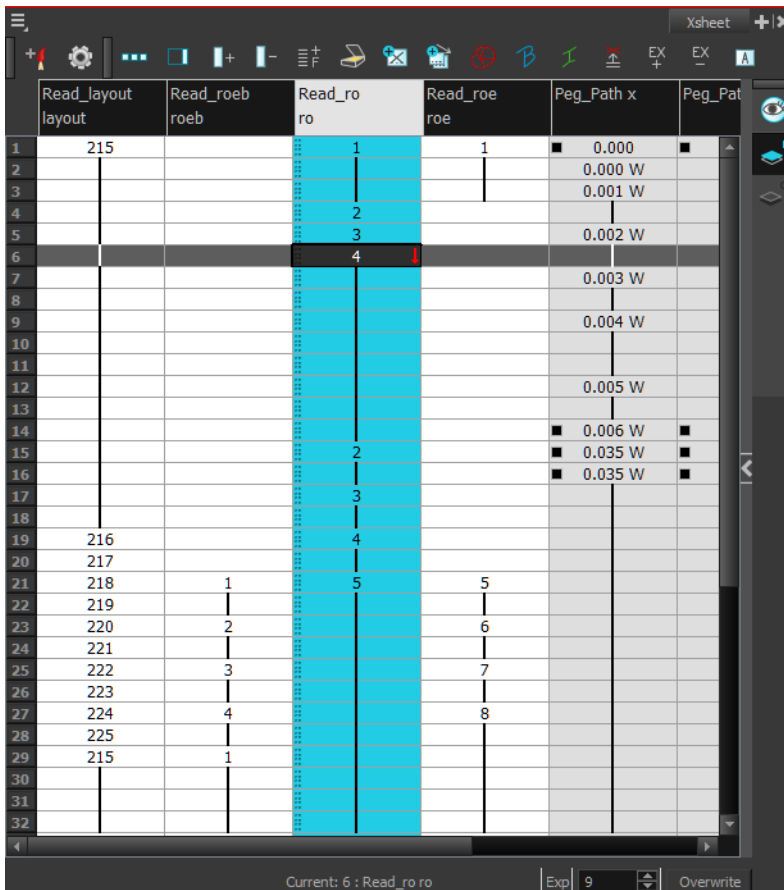 Xsheet
EX EX A
Read_layout Read_roeb Read_ro Read_roe Peg_Path x Peg_Pat
layout roeb ro roe
1 215 1 1 0.000
2 0.000 W
3 0.001 W
4 2
5 3 0.002 W
6 4
7 0.003 W
8
9 0.004 W
10
11
12 0.005 W
13
14 0.006 W
15 2 0.035 W
16 0.035 W
17 3
18
19 216 4
20 217
21 218 1 5 5
22 219
23 220 2 6
24 221
25 222 3 7
26 223
27 224 4 8
28 225
29 215 1
30
31
32
Current: 6 : Read_ro ro Exp 9 Overwrite